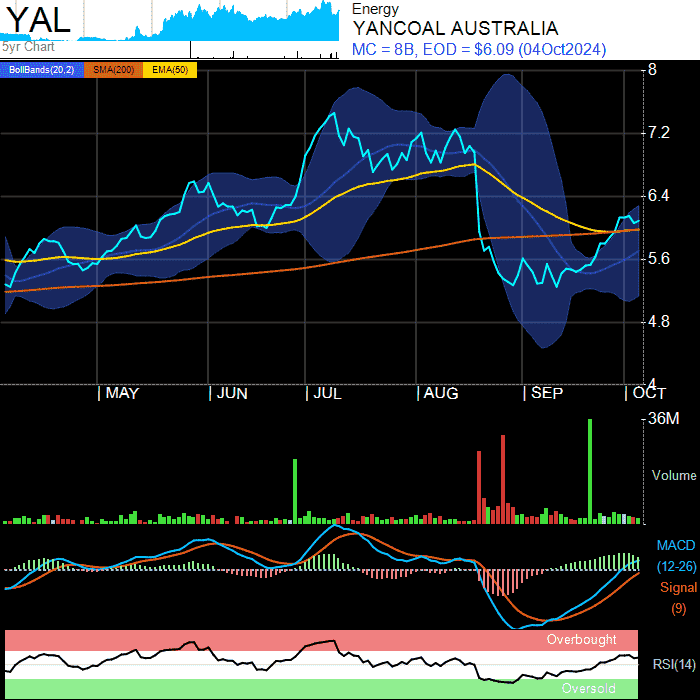 YAL
5yr Chart
Energy
YANCOAL AUSTRALIA
MC = 8B, EOD = $6.09 (04Oct2024)
BollBands(20,2) SMA(200) EMA(50)
8
7.2
6.4
5.6
4.8
4
MAY JUN JUL AUG SEP OCT
36M
Volume
MACD
(12-26)
Signal
(9)
Overbought
RSI(14)
Oversold